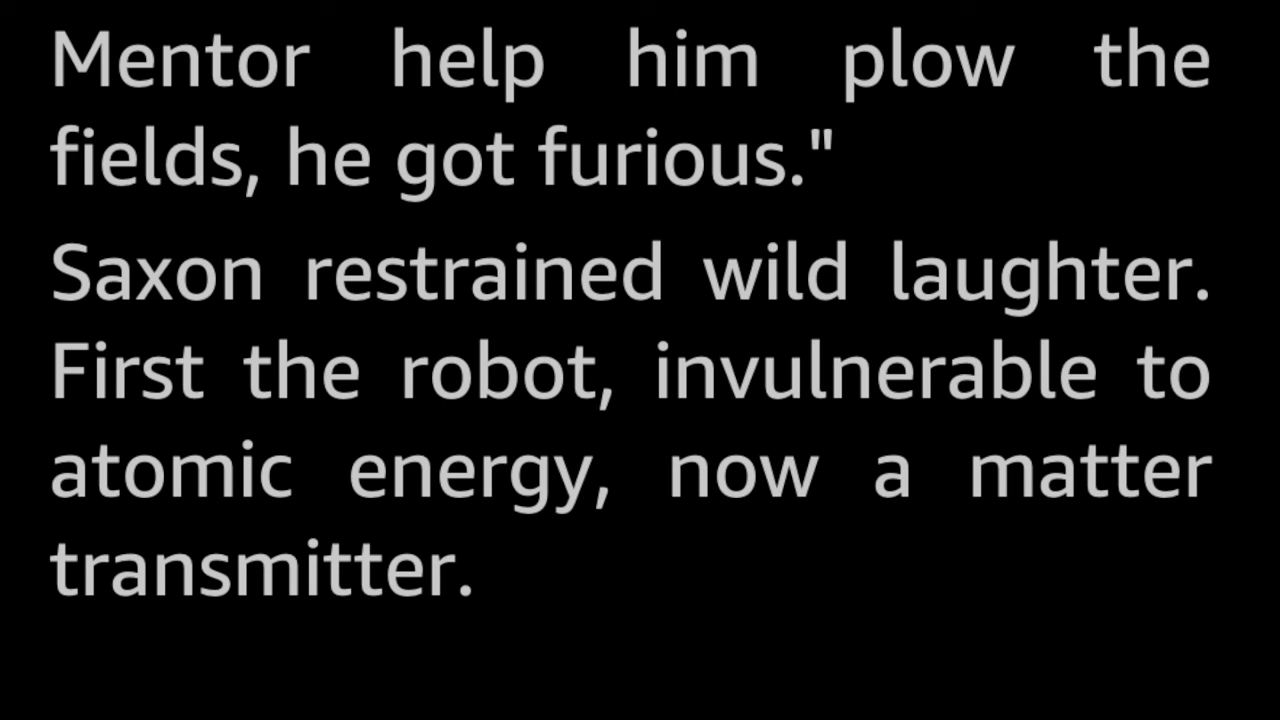 Mentor help him plow the
fields, he got furious."
Saxon restrained wild laughter.
First the robot, invulnerable to
atomic energy, now a matter
transmitter.